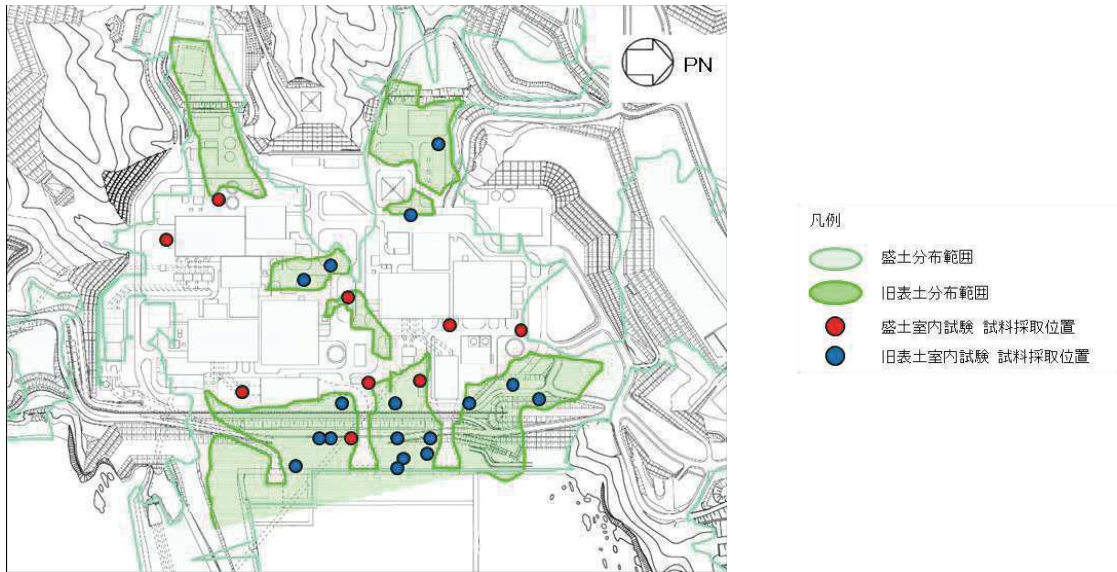 PN
凡例
盛土分布範囲
旧表土分布範囲
盛土室内試験 試料採取位置
旧表土室内試験 試料採取位置